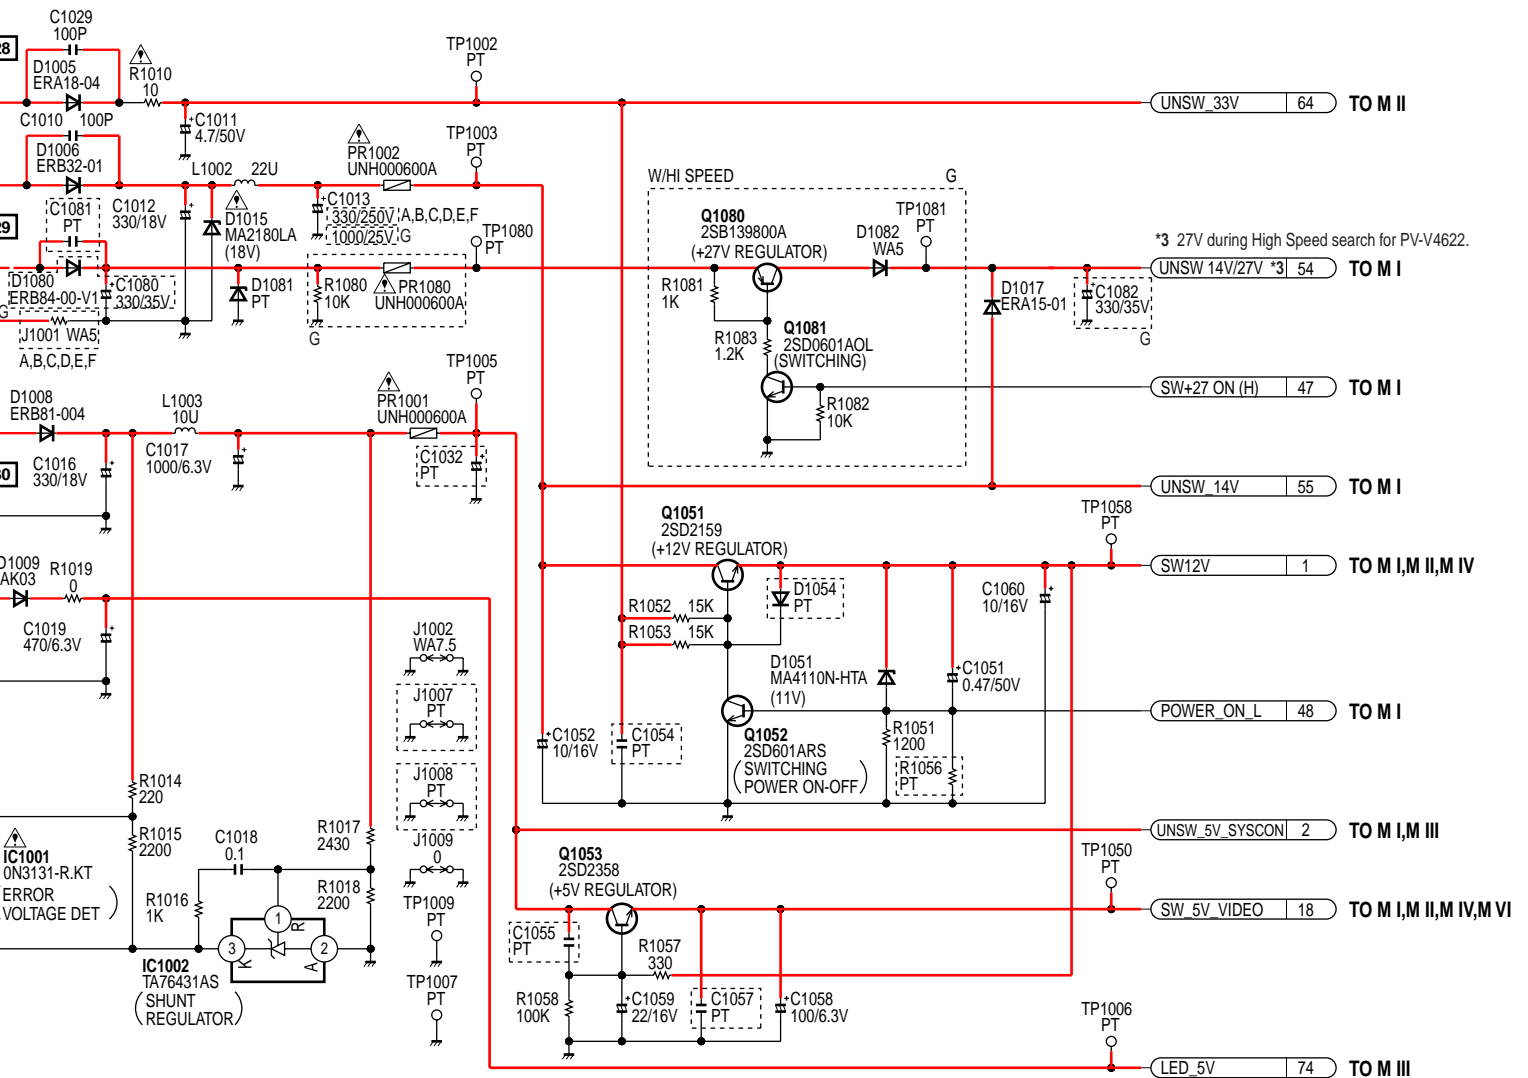 C1029
100P
28
D1005
ERA18-04
R1010
10
TP1002
PT
UNSW_33V 64 TO M II
C1010 100P
C1011
4.7/50V
D1006
ERB32-01
L1002 22U
PR1002
UNH000600A
TP1003
PT
W/HI SPEED G
C1081
PT
C1012
330/18V
29
D1015
MA2180LA
(18V)
C1013
330/250V A,B,C,D,E,F
1000/25V G
TP1080
PT
Q1080
2SB139800A
(+27V REGULATOR)
D1082
WA5
TP1081
PT
*3 27V during High Speed search for PV-V4622.
UNSW 14V/27V *3 54 TO M I
D1080
ERB84-00-V1
C1080
330/35V
D1081
PT
R1080
10K
PR1080
UNH000600A
G
R1081
1K
D1017
ERA15-01
C1082
330/35V
G
G
J1001 WA5
A,B,C,D,E,F
R1083
1.2K
Q1081
2SD0601AOL
(SWITCHING)
SW+27 ON (H) 47 TO M I
R1082
10K
D1008
ERB81-004
L1003
10U
PR1001
UNH000600A
TP1005
PT
C1016
330/18V
C1017
1000/6.3V
C1032
PT
30
UNSW_14V 55 TO M I
Q1051
2SD2159
(+12V REGULATOR)
TP1058
PT
SW12V 1 TO M I,M II,M IV
D1009
AK03
R1019
0
D1054
PT
C1060
10/16V
R1052 15K
R1053 15K
C1019
470/6.3V
J1002
WA7.5
D1051
MA4110N-HTA
(11V)
C1051
0.47/50V
J1007
PT
POWER_ON_L 48 TO M I
C1052
10/16V
C1054
PT
Q1052
2SD601ARS
SWITCHING
POWER ON-OFF
R1051
1200
R1056
PT
J1008
PT
R1014
220
R1015
2200
C1018
0.1
R1017
2430
J1009
0
UNSW_5V_SYSCON 2 TO M I,M III
IC1001
0N3131-R.KT
ERROR
VOLTAGE DET
R1016
1K
R1018
2200
TP1009
PT
Q1053
2SD2358
(+5V REGULATOR)
TP1050
PT
SW_5V_VIDEO 18 TO M I,M II,M IV,M VI
1 R
3 K
2 A
IC1002
TA76431AS
SHUNT
REGULATOR
TP1007
PT
C1055
PT
R1057
330
R1058
100K
C1059
22/16V
C1057
PT
C1058
100/6.3V
TP1006
PT
LED_5V 74 TO M III